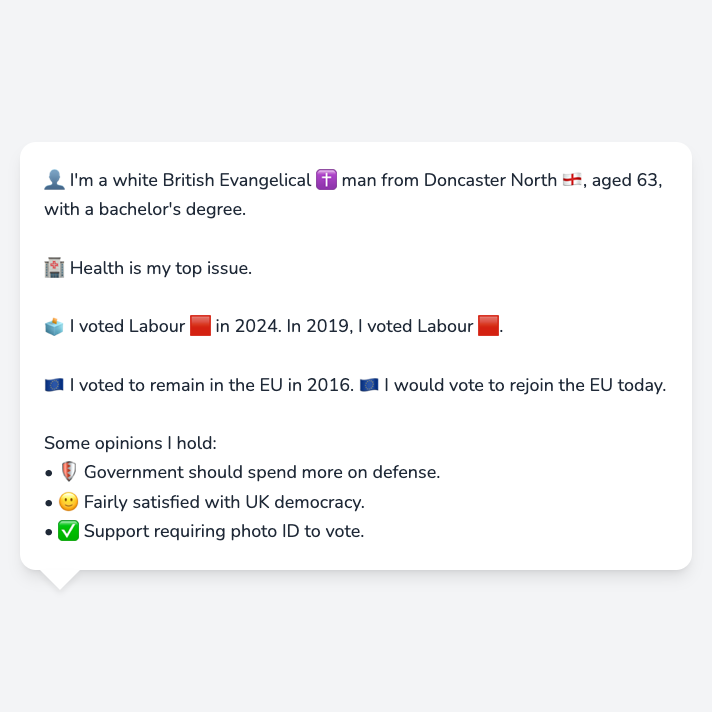 👤 I'm a white British Evangelical ✝️ man from Doncaster North 🏴󠁧󠁢󠁥󠁮󠁧󠁿, aged 63,
with a bachelor's degree.
🏥 Health is my top issue.
🗳️ I voted Labour 🟥 in 2024. In 2019, I voted Labour 🟥.
🇪🇺 I voted to remain in the EU in 2016. 🇪🇺 I would vote to rejoin the EU today.
Some opinions I hold:
• 🛡️ Government should spend more on defense.
• 🙂 Fairly satisfied with UK democracy.
• ✅ Support requiring photo ID to vote.